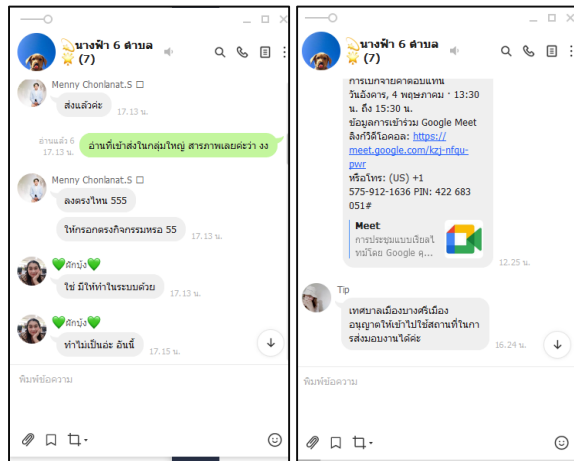 นางฟ้า 6 ตำบล
(7)
Menny Chonlanat.S
ส่งแล้วค่ะ
17.13 น.
อ่านแล้ว 6
17.13 น.
อ่านที่เข้าส่งในกลุ่มใหญ่ สารภาพเลยค่ะว่า งง
Menny Chonlanat.S
ลงตรงไหน 555
ให้กรอกตรงกิจกรรมหรอ 55
17.13 น.
ผักบุ้ง
ใช่ มีให้ทำในระบบด้วย
17.13 น.
ผักบุ้ง
ทำไม่เป็นอ่ะ อันนี้
17.15 น.
พิมพ์ข้อความ
นางฟ้า 6 ตำบล
(7)
การเบิกจ่ายค่าตอบแทน
วันอังคาร, 4 พฤษภาคม · 13:30
น. ถึง 15:30 น.
ข้อมูลการเข้าร่วม Google Meet
ลิงก์วิดีโอคอล: https://
meet.google.com/kzj-nfqu-
pwr
หรือโทร: (US) +1
575-912-1636 PIN: 422 683
051#
Meet
การประชุมแบบเรียลไ
ทม์โดย Google คุ...
12.25 น.
Tip
เทศบาลเมืองบางศรีเมือง
อนุญาตให้เข้าไปใช้สถานที่ในกา
รส่งมอบงานได้ค่ะ
16.24 น.
พิมพ์ข้อความ